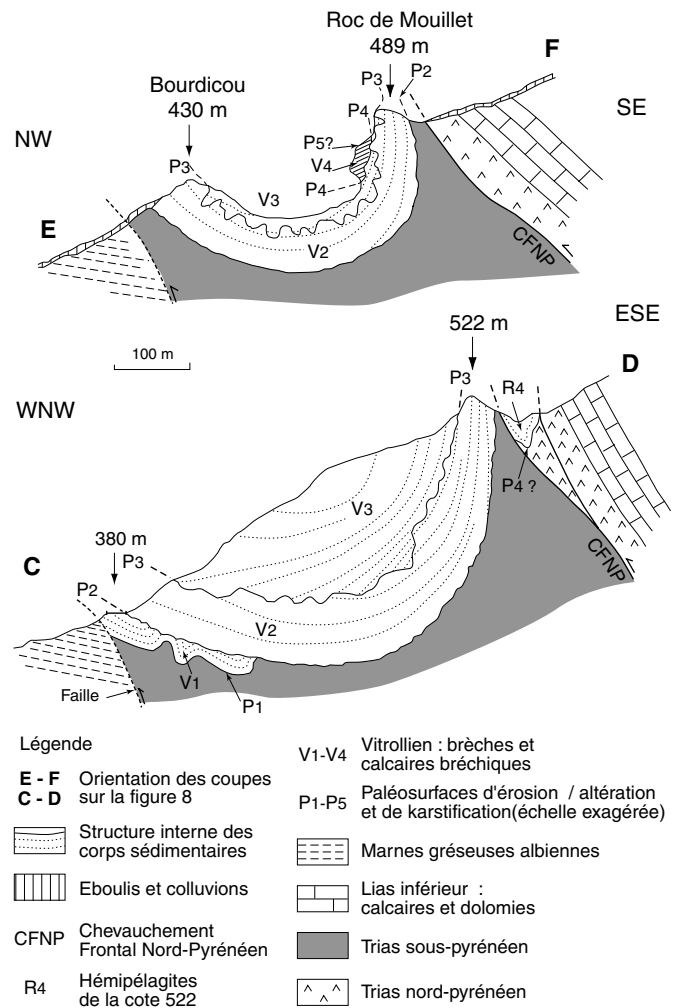 Roc de Mouillet
489 m
F
P3
P2
Bourdicou
430 m
SE
NW
P4
P5?
V4
P3
P4
V3
E
V2
CFNP
522 m
ESE
100 m
D
P3
R4
WNW
P4 ?
V3
380 m
P3
C
CFNP
P2
V2
V1
P1
Faille
Légende
E - F
C - D
Orientation des coupes
sur la figure 8
Structure interne des
corps sédimentaires
Eboulis et colluvions
CFNP
Chevauchement
Frontal Nord-Pyrénéen
R4
Hémipélagites
de la cote 522
V1-V4
Vitrollien : brèches et
calcaires bréchiques
P1-P5
Paléosurfaces d'érosion / altération
et de karstification(échelle exagérée)
Marnes gréseuses albiennes
Lias inférieur :
calcaires et dolomies
Trias sous-pyrénéen
Trias nord-pyrénéen